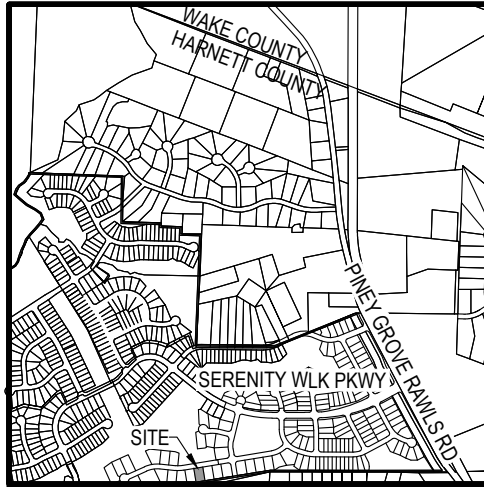 WAKE COUNTY
HARNETT COUNTY
PINEY GROVE RAWLS RD
SERENITY WLK PKWY
SITE